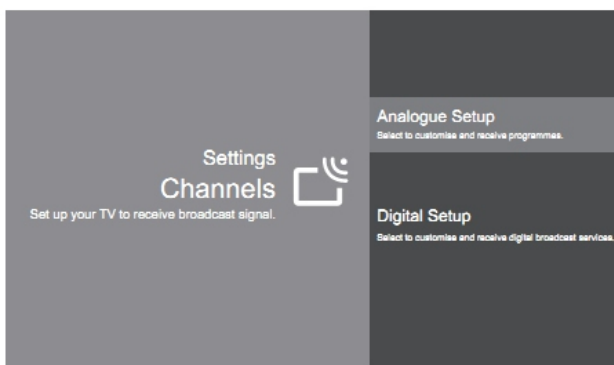 Settings
Channels
Set up your TV to receive broadcast signal.
Analogue Setup
Select to customise and receive programmes.
Digital Setup
Select to customise and receive digital broadcast services.